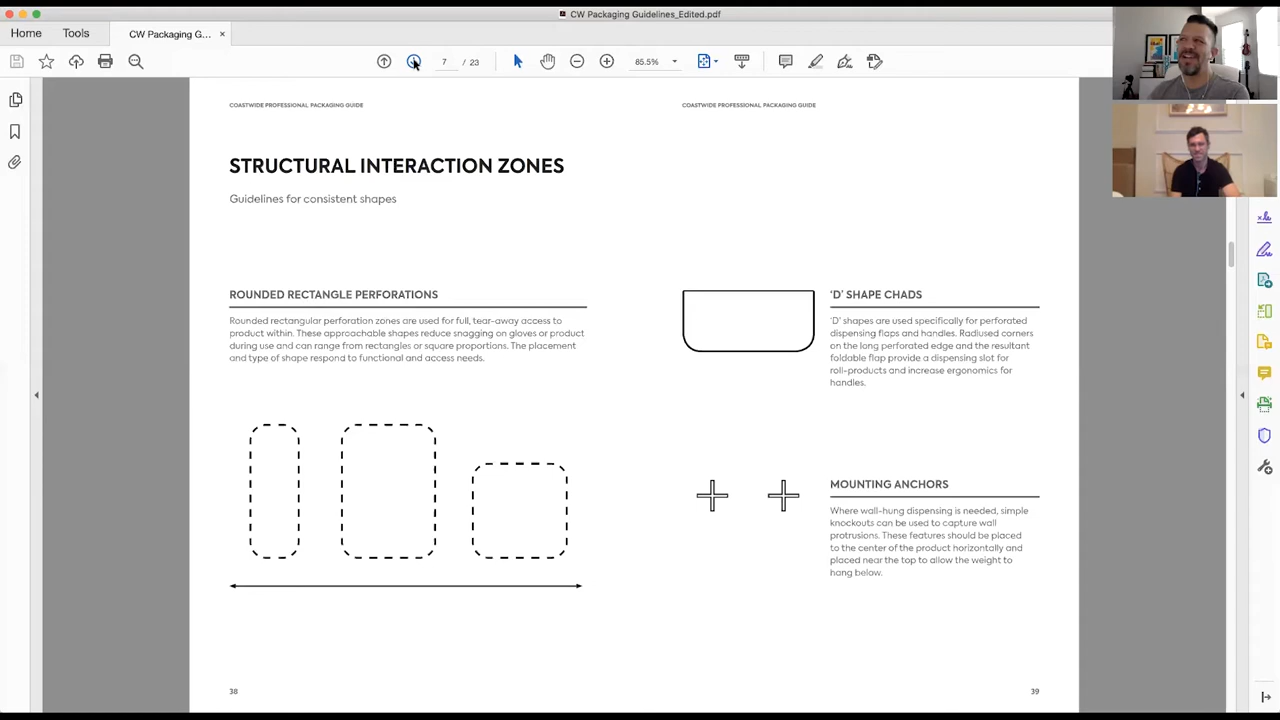 CW Packaging Guidelines_Edited.pdf
Home
Tools
CW Packaging G... ×
7 / 23
85.5%
COASTWIDE PROFESSIONAL PACKAGING GUIDE
COASTWIDE PROFESSIONAL PACKAGING GUIDE
STRUCTURAL INTERACTION ZONES
Guidelines for consistent shapes
ROUNDED RECTANGLE PERFORATIONS
Rounded rectangular perforation zones are used for full, tear-away access to
product within. These approachable shapes reduce snagging on gloves or product
during use and can range from rectangles or square proportions. The placement
and type of shape respond to functional and access needs.
‘D’ SHAPE CHADS
‘D’ shapes are used specifically for perforated
dispensing flaps and handles. Radiused corners
on the long perforated edge and the resultant
foldable flap provide a dispensing slot for
roll-products and increase ergonomics for
handles.
MOUNTING ANCHORS
Where wall-hung dispensing is needed, simple
knockouts can be used to capture wall
protrusions. These features should be placed
to the center of the product horizontally and
placed near the top to allow the weight to
hang below.
38
39